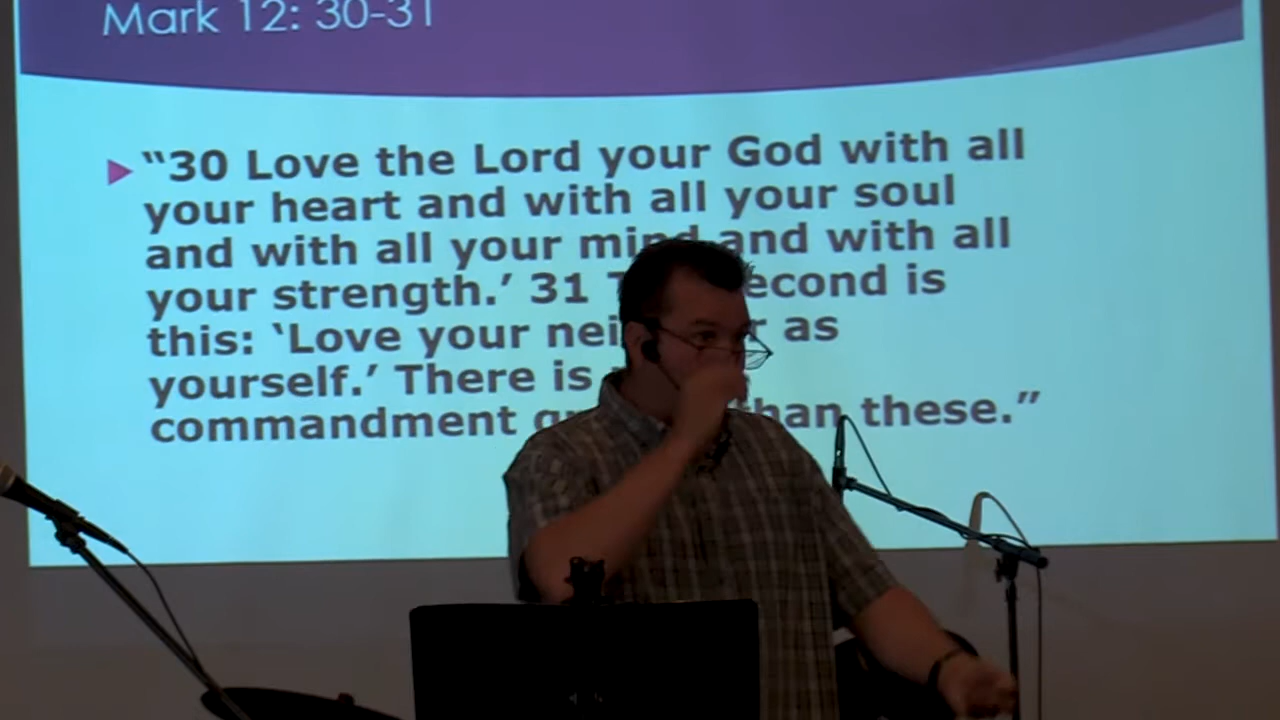 Mark 12: 30-31
“30 Love the Lord your God with all
your heart and with all your soul
and with all your mind and with all
your strength.’ 31 econd is
this: ‘Love your nei as
yourself.’ There is
commandment than these.”